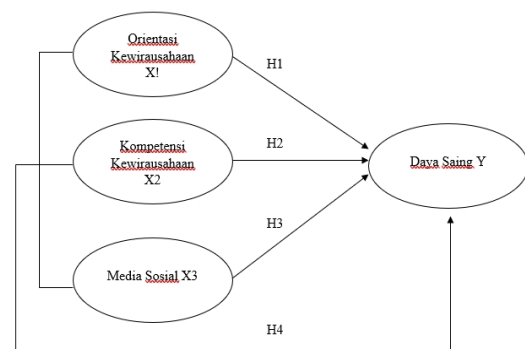 Orientasi
Kewirausahaan
X!
H1
Kompetensi
Kewirausahaan
X2
H2
Daya Saing Y
H3
Media Sosial X3
H4